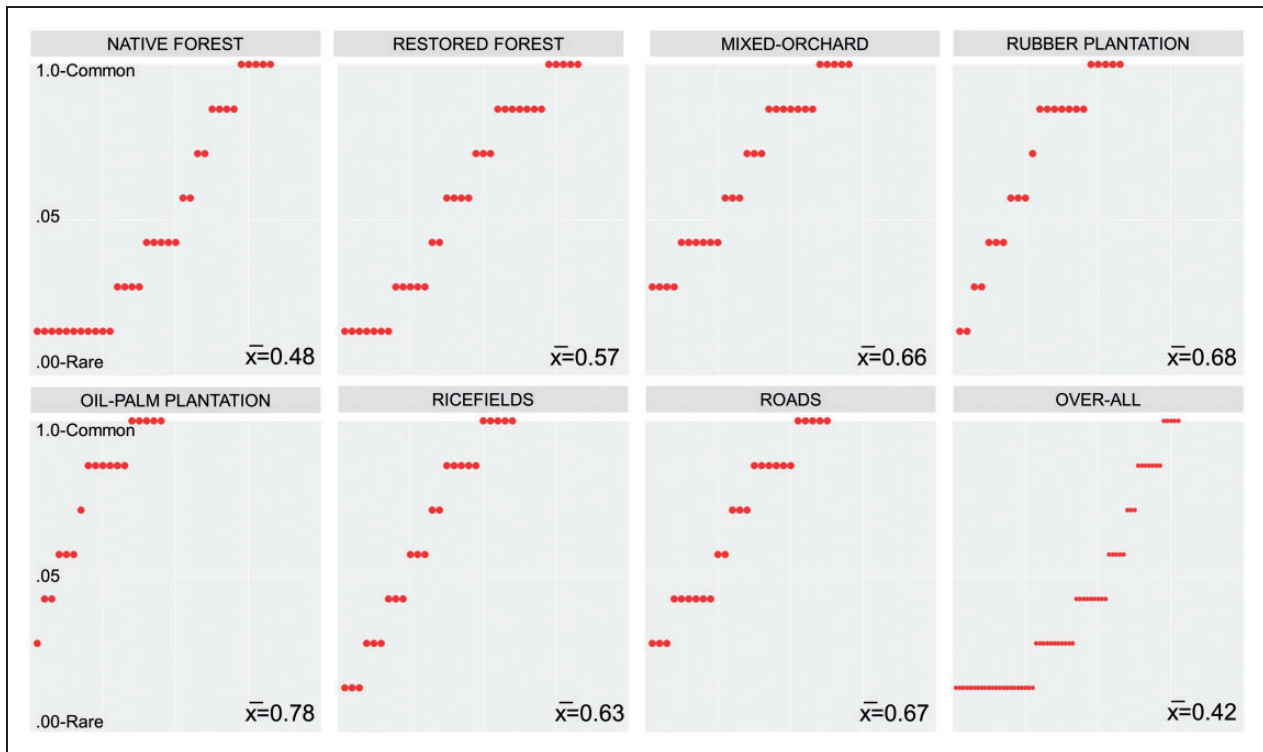 NATIVE FOREST
RESTORED FOREST
MIXED-ORCHARD
RUBBER PLANTATION
1.0-Common
.05
.00-Rare
x̄=0.48
x̄=0.57
x̄=0.66
x̄=0.68
OIL-PALM PLANTATION
RICEFIELDS
ROADS
OVER-ALL
1.0-Common
.05
.00-Rare
x̄=0.78
x̄=0.63
x̄=0.67
x̄=0.42